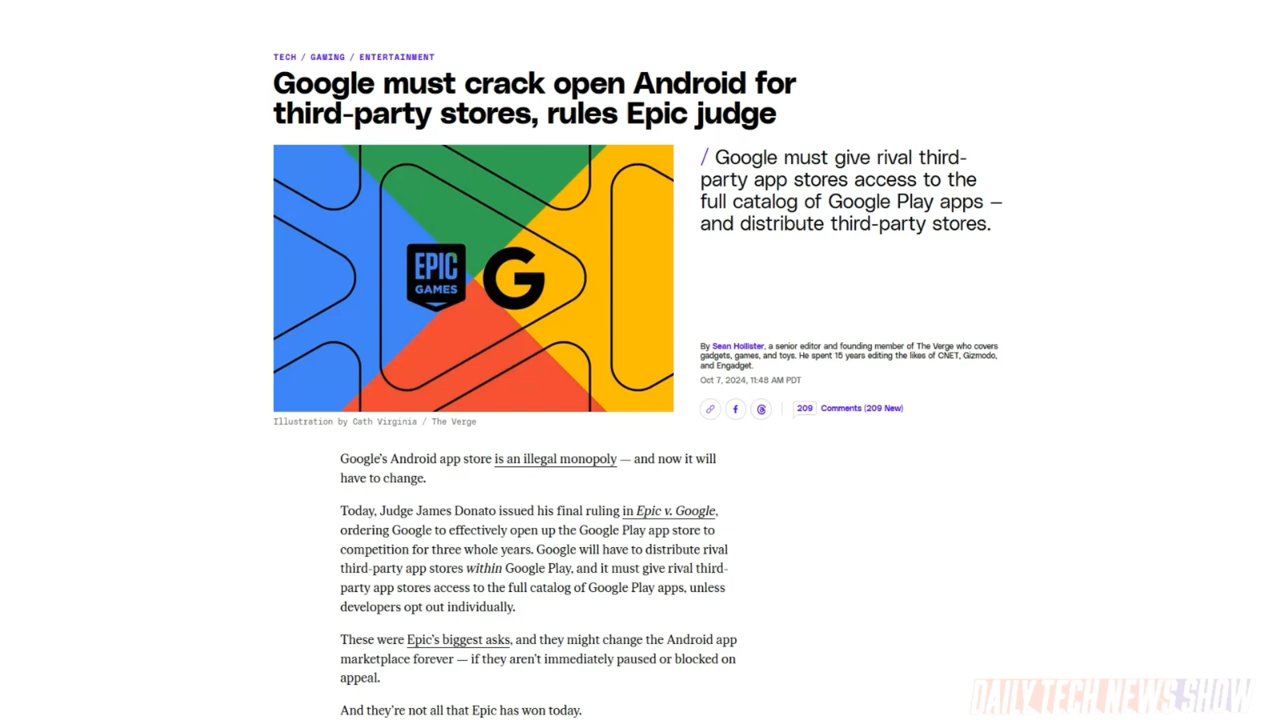 TECH / GAMING / ENTERTAINMENT
Google must crack open Android for
third-party stores, rules Epic judge
/ Google must give rival third-
party app stores access to the
full catalog of Google Play apps —
and distribute third-party stores.
EPIC
GAMES
G
By Sean Hollister, a senior editor and founding member of The Verge who covers
gadgets, games, and toys. He spent 15 years editing the likes of CNET, Gizmodo,
and Engadget.
Oct 7, 2024, 11:48 AM PDT
209 Comments (209 New)
Illustration by Cath Virginia / The Verge
Google's Android app store is an illegal monopoly — and now it will
have to change.
Today, Judge James Donato issued his final ruling in Epic v. Google,
ordering Google to effectively open up the Google Play app store to
competition for three whole years. Google will have to distribute rival
third-party app stores within Google Play, and it must give rival third-
party app stores access to the full catalog of Google Play apps, unless
developers opt out individually.
These were Epic's biggest asks, and they might change the Android app
marketplace forever — if they aren't immediately paused or blocked on
appeal.
And they're not all that Epic has won today.
DAILY TECH NEWS SHOW